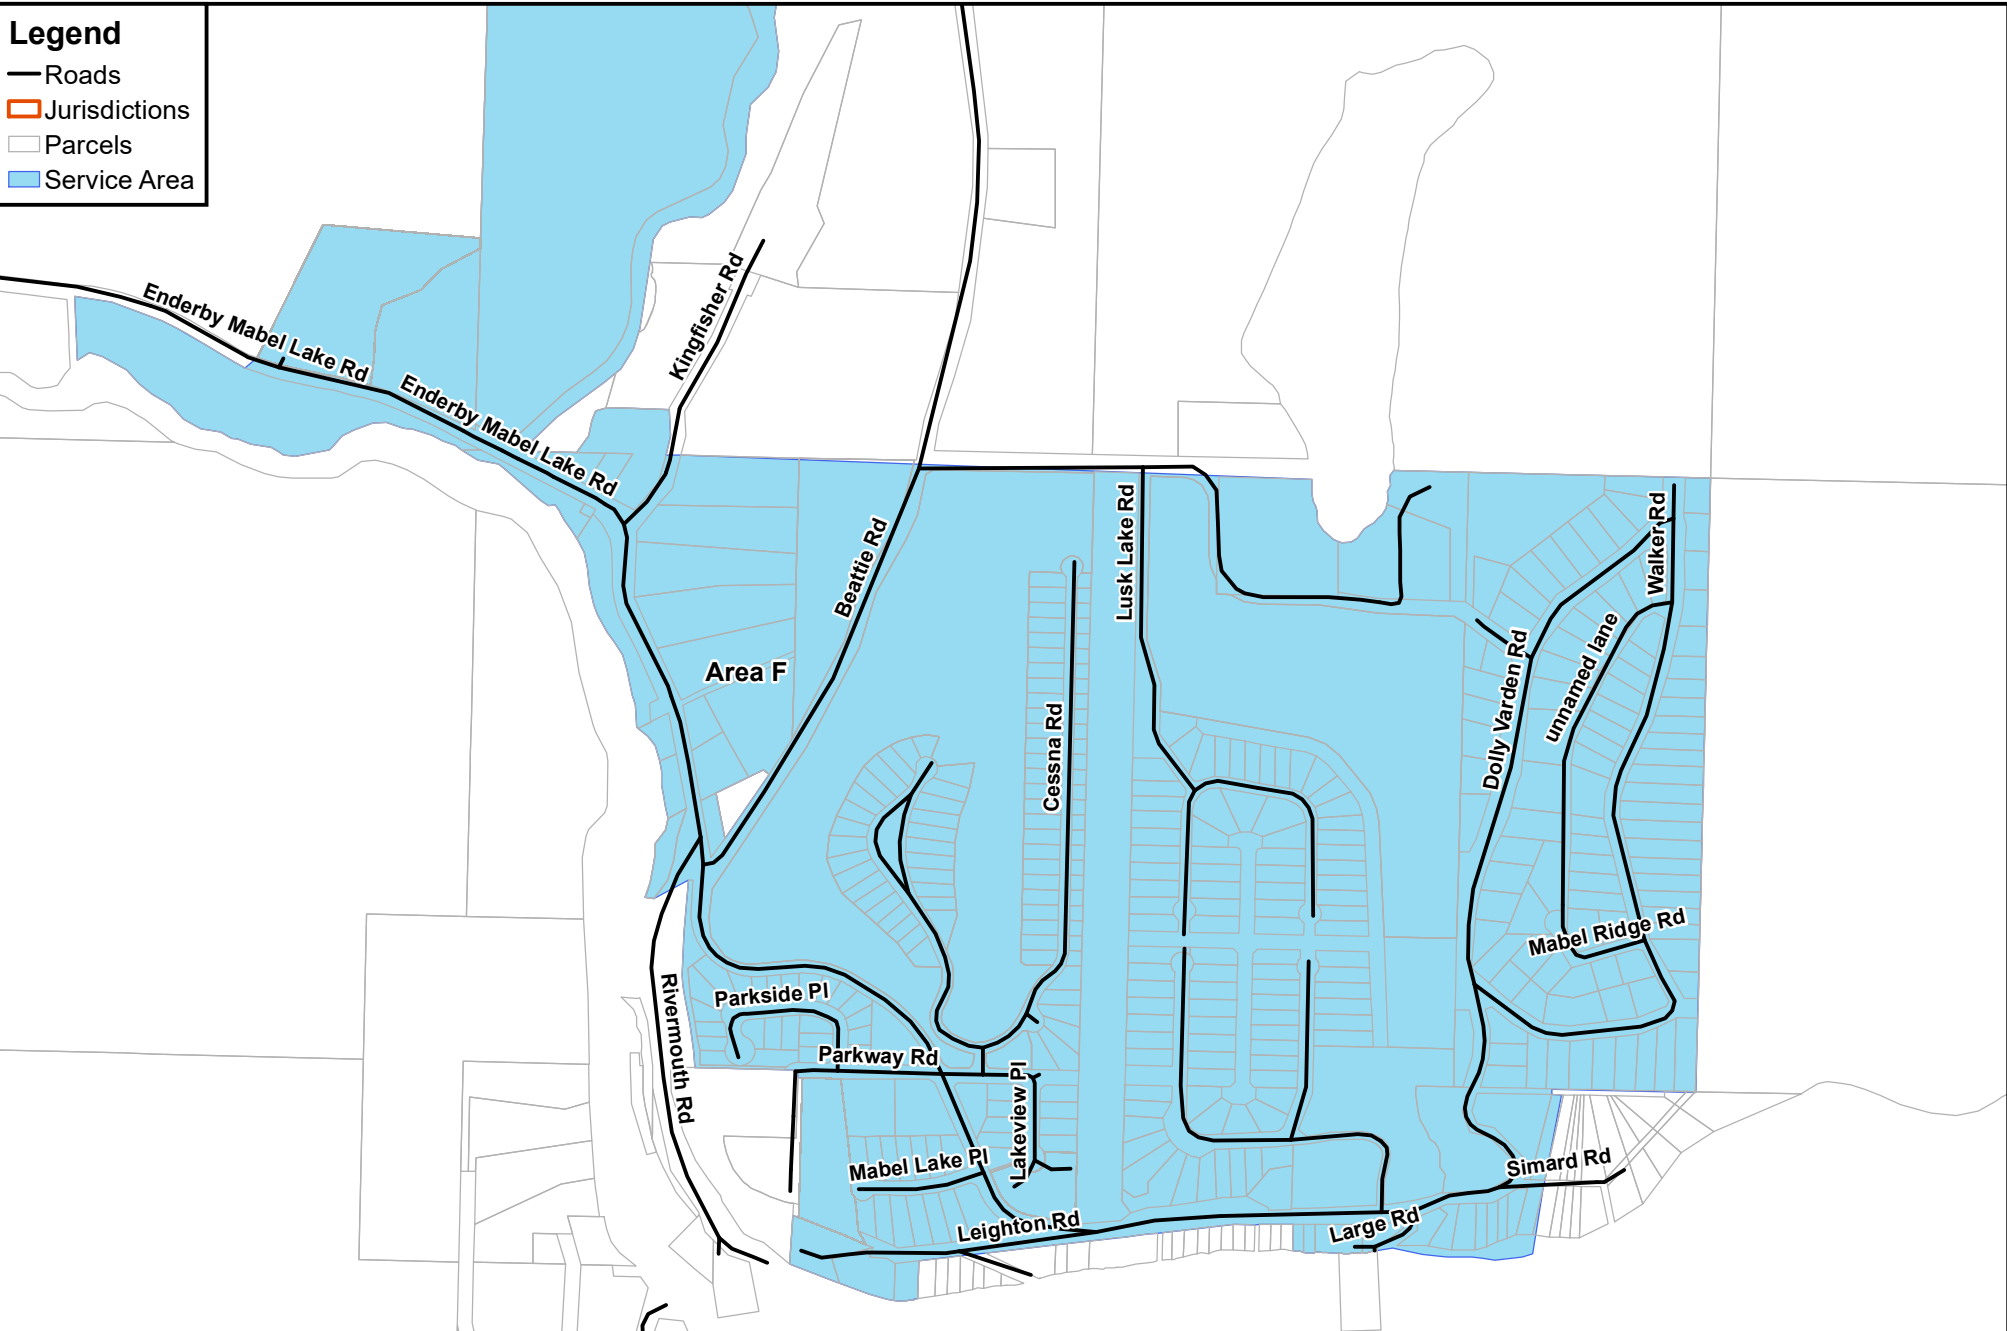 Legend
Roads
Jurisdictions
Parcels
Service Area
Enderby Mabel Lake Rd
Enderby Mabel Lake Rd
Kingfisher Rd
Beattie Rd
Lusk Lake Rd
Walker Rd
unnamed lane
Dolly Varden Rd
Area F
Cessna Rd
Mabel Ridge Rd
Rivermouth Rd
Parkside Pl
Parkway Rd
Lakeview Pl
Mabel Lake Pl
Simard Rd
Leighton Rd
Large Rd